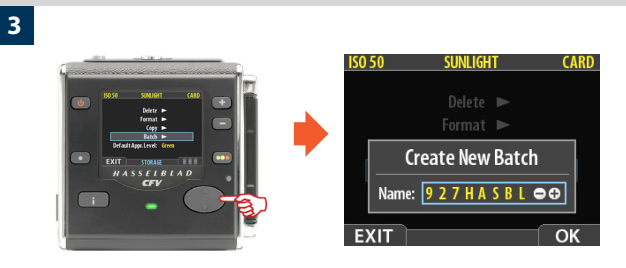 3
ISO 50 SUNLIGHT CARD
Delete
Format
Copy
Batch
Default Appr. Level: Green
EXIT STORAGE
HASSELBLAD
CFV
i
ISO 50 SUNLIGHT CARD
Delete
Format
Create New Batch
Name: 927HASBL
EXIT OK